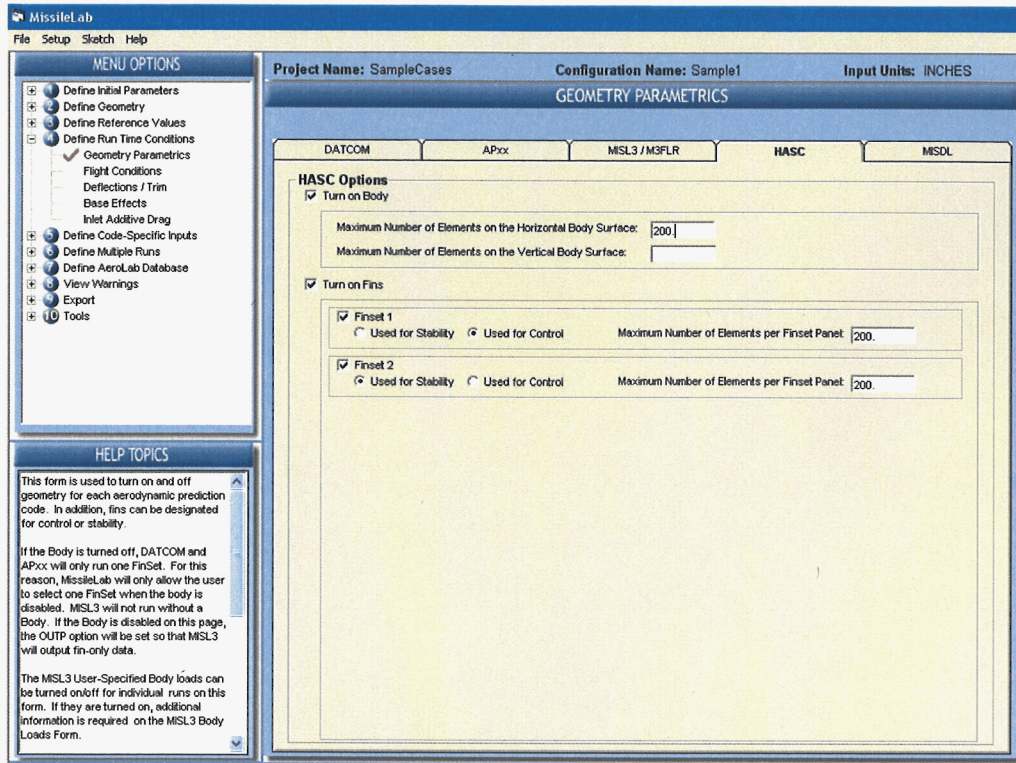 MissileLab
File Setup Sketch Help
MENU OPTIONS
1 Define Initial Parameters
2 Define Geometry
3 Define Reference Values
4 Define Run Time Conditions
Geometry Parametrics
Flight Conditions
Deflections / Trim
Base Effects
Inlet Additive Drag
5 Define Code-Specific Inputs
6 Define Multiple Runs
7 Define AeroLab Database
8 View Warnings
9 Export
10 Tools
HELP TOPICS
This form is used to turn on and off
geometry for each aerodynamic prediction
code. In addition, fins can be designated
for control or stability.
If the Body is turned off, DATCOM and
APxx will only run one FinSet. For this
reason, MissileLab will only allow the user
to select one FinSet when the body is
disabled. MISL3 will not run without a
Body. If the Body is disabled on this page,
the OUTP option will be set so that MISL3
will output fin-only data.
The MISL3 User-Specified Body loads can
be turned on/off for individual runs on this
form. If they are turned on, additional
information is required on the MISL3 Body
Loads Form.
Project Name: SampleCases Configuration Name: Sample1 Input Units: INCHES
GEOMETRY PARAMETRICS
DATCOM APxx MISL3 / M3FLR HASC MISDL
HASC Options
Turn on Body
Maximum Number of Elements on the Horizontal Body Surface: 200.
Maximum Number of Elements on the Vertical Body Surface:
Turn on Fins
Finset 1
Used for Stability Used for Control Maximum Number of Elements per Finset Panel: 200.
Finset 2
Used for Stability Used for Control Maximum Number of Elements per Finset Panel: 200.